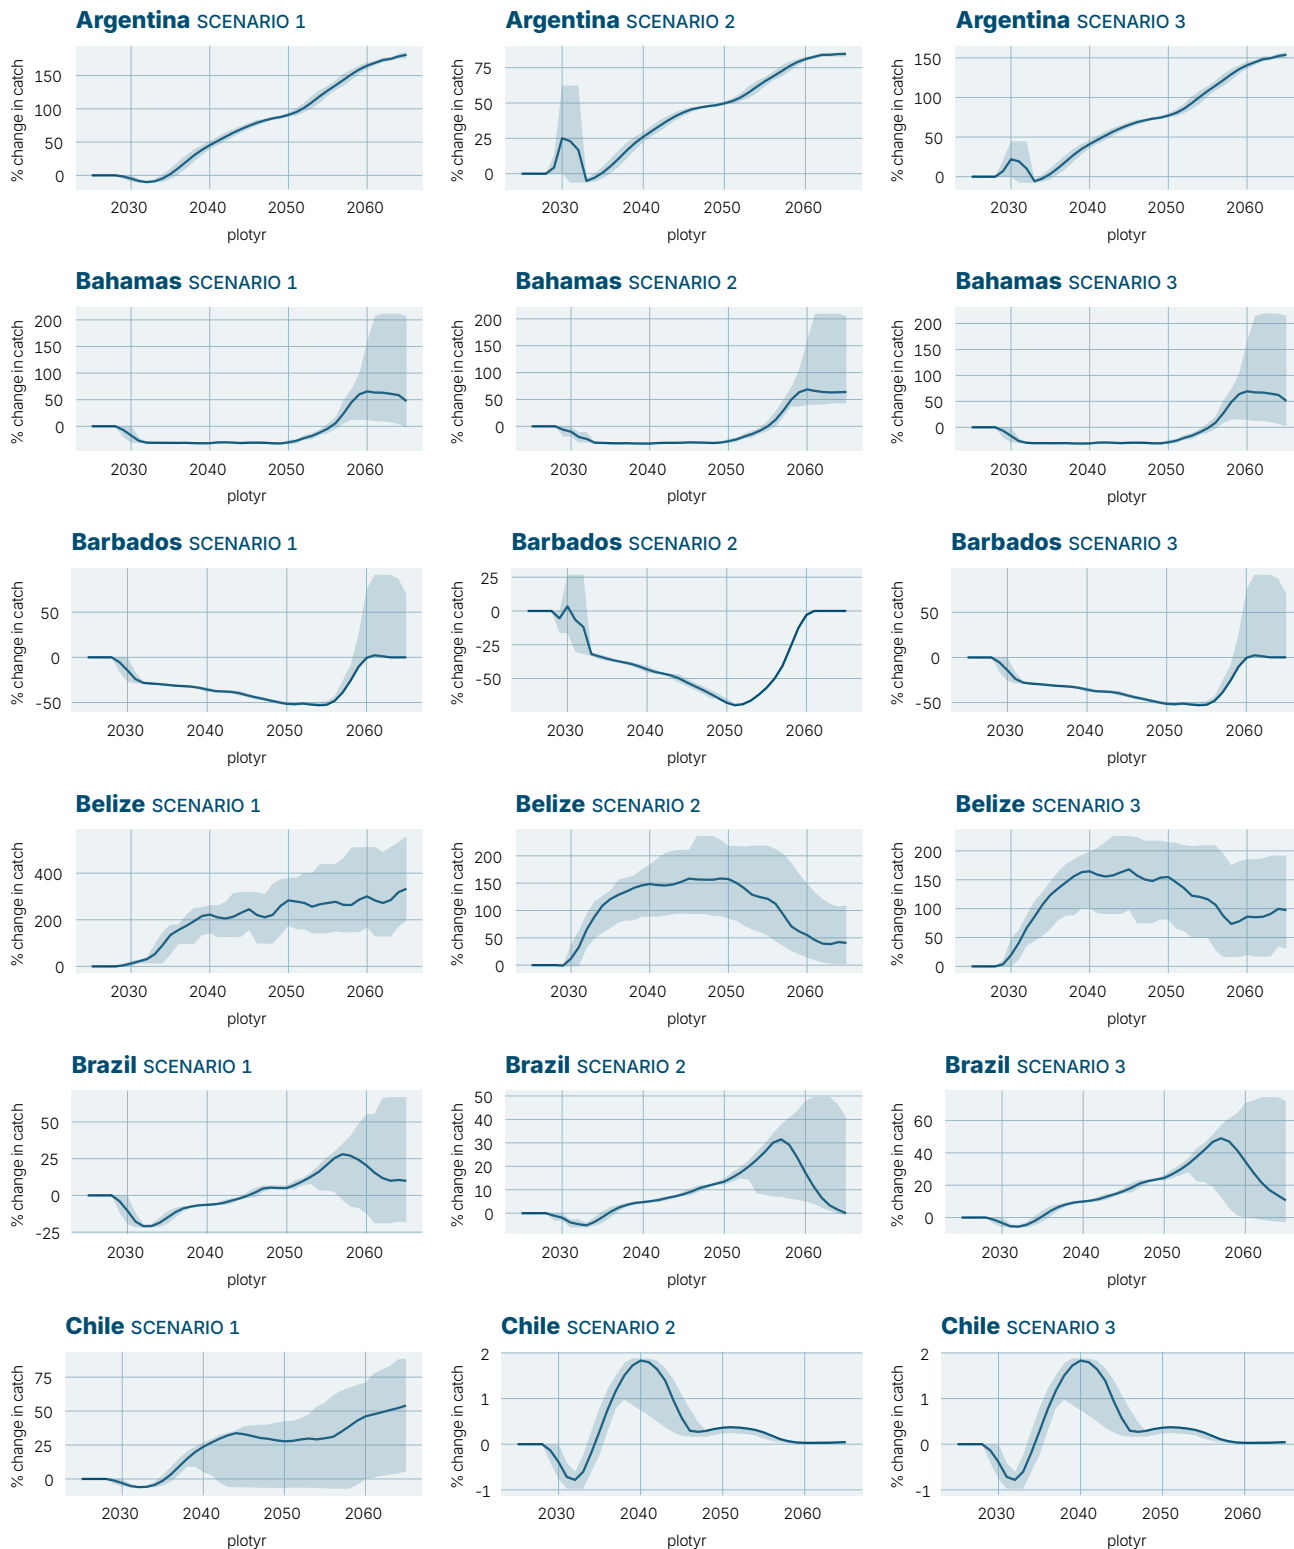 Argentina SCENARIO 1
Argentina SCENARIO 2
Argentina SCENARIO 3
% change in catch
150
100
50
0
2030 2040 2050 2060
plotyr
% change in catch
75
50
25
0
2030 2040 2050 2060
plotyr
% change in catch
150
100
50
0
2030 2040 2050 2060
plotyr
Bahamas SCENARIO 1
Bahamas SCENARIO 2
Bahamas SCENARIO 3
% change in catch
200
150
100
50
0
2030 2040 2050 2060
plotyr
% change in catch
200
150
100
50
0
2030 2040 2050 2060
plotyr
% change in catch
200
150
100
50
0
2030 2040 2050 2060
plotyr
Barbados SCENARIO 1
Barbados SCENARIO 2
Barbados SCENARIO 3
% change in catch
50
0
-50
2030 2040 2050 2060
plotyr
% change in catch
25
0
-25
-50
2030 2040 2050 2060
plotyr
% change in catch
50
0
-50
2030 2040 2050 2060
plotyr
Belize SCENARIO 1
Belize SCENARIO 2
Belize SCENARIO 3
% change in catch
400
200
0
2030 2040 2050 2060
plotyr
% change in catch
200
150
100
50
0
2030 2040 2050 2060
plotyr
% change in catch
200
150
100
50
0
2030 2040 2050 2060
plotyr
Brazil SCENARIO 1
Brazil SCENARIO 2
Brazil SCENARIO 3
% change in catch
50
25
0
-25
2030 2040 2050 2060
plotyr
% change in catch
50
40
30
20
10
0
2030 2040 2050 2060
plotyr
% change in catch
60
40
20
0
2030 2040 2050 2060
plotyr
Chile SCENARIO 1
Chile SCENARIO 2
Chile SCENARIO 3
% change in catch
75
50
25
0
2030 2040 2050 2060
plotyr
% change in catch
2
1
0
-1
2030 2040 2050 2060
plotyr
% change in catch
2
1
0
-1
2030 2040 2050 2060
plotyr